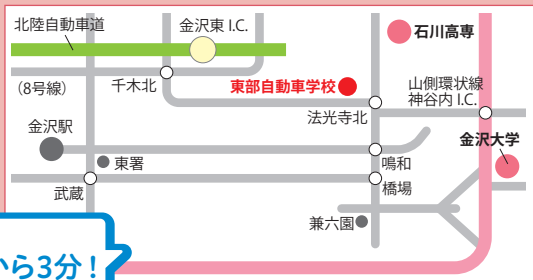 北陸自動車道
金沢東 I.C.
石川高専
(8号線)
千木北
東部自動車学校
山側環状線
神谷内 I.C.
法光寺北
金沢駅
金沢大学
東署
鳴和
武蔵
橋場
兼六園
から3分!